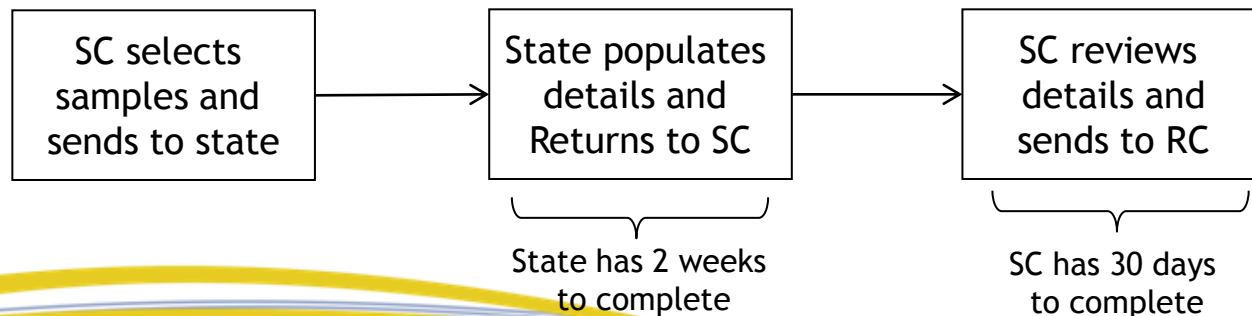 SC selects
samples and
sends to state
State populates
details and
Returns to SC
SC reviews
details and
sends to RC
State has 2 weeks
to complete
SC has 30 days
to complete